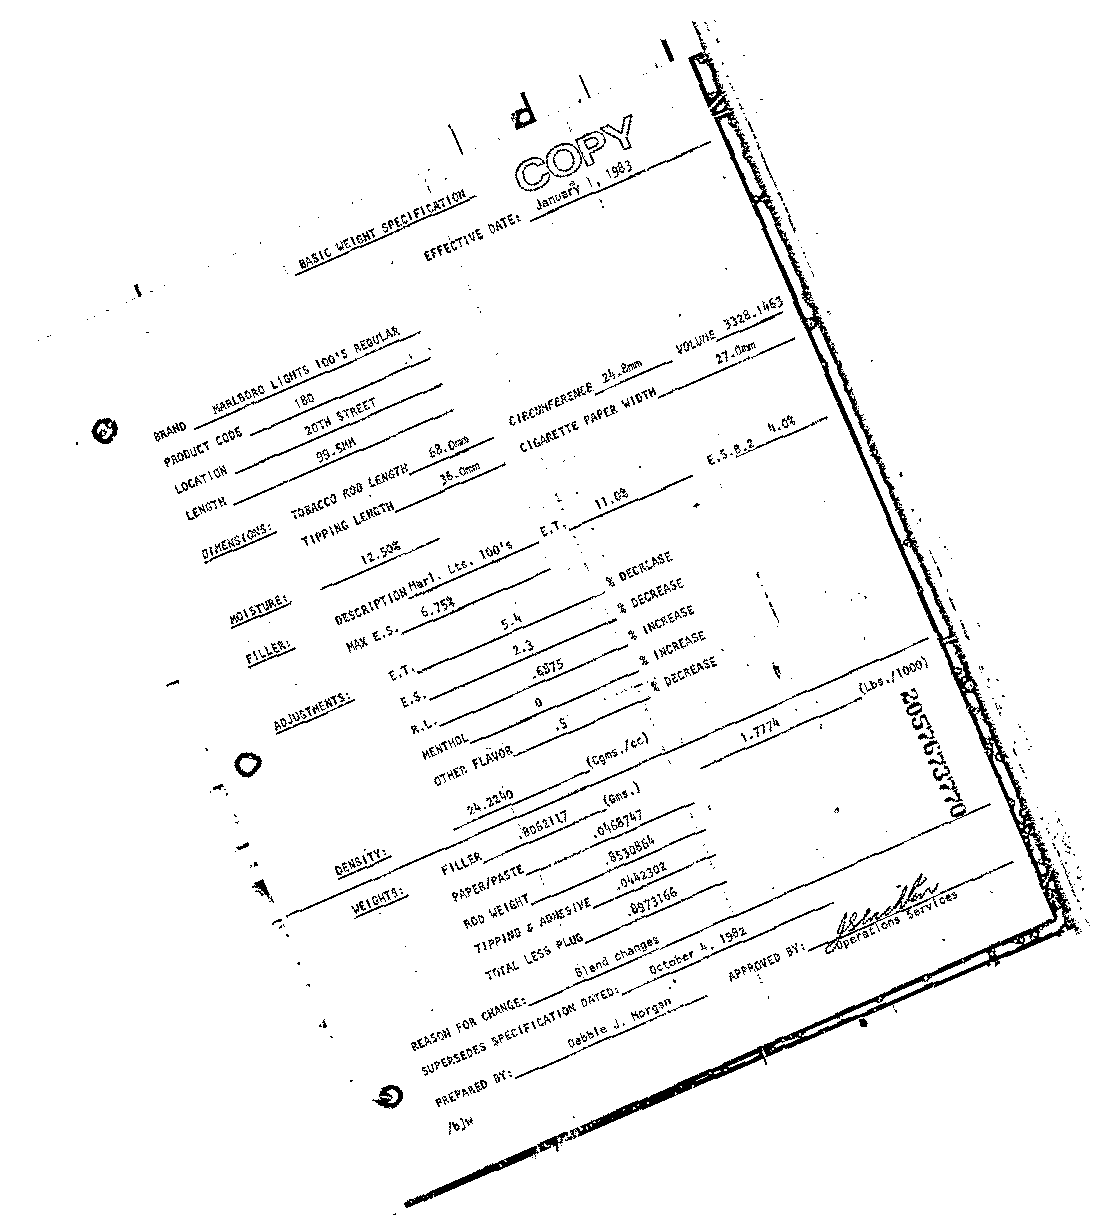 COPY
BASIC WEIGHT SPECIFICATION
EFFECTIVE DATE: January 1, 1983
BRAND MARLBORO LIGHTS 100'S REGULAR
PRODUCT CODE 180
LOCATION 20TH STREET
LENGTH 99.5MM
DIMENSIONS: TOBACCO ROD LENGTH 68.0mm CIRCUMFERENCE 24.8mm VOLUME 3328.1463
TIPPING LENGTH 36.0mm CIGARETTE PAPER WIDTH 27.0mm
MOISTURE: 12.50%
FILLER: DESCRIPTION Marl. Lts. 100's E.T. 11.0% E.S.B.2 4.0%
MAX E.S. 6.75%
ADJUSTMENTS: E.T. 5.4 % DECREASE
E.S. 2.3 % DECREASE
R.L. .6875 % INCREASE
MENTHOL 0 % INCREASE
OTHER FLAVOR .5 % DECREASE
DENSITY: 24.2240 (Cgms./cc)
WEIGHTS: FILLER .8062117 (Gms.) 1.7774 (Lbs./1000)
PAPER/PASTE .0468747
ROD WEIGHT .8530864
TIPPING & ADHESIVE .0442302
TOTAL LESS PLUG .8973166
REASON FOR CHANGE: Blend changes
SUPERSEDES SPECIFICATION DATED: October 4, 1982
PREPARED BY: Debbie J. Morgan APPROVED BY:
Operations Services
/bjw
2057673770